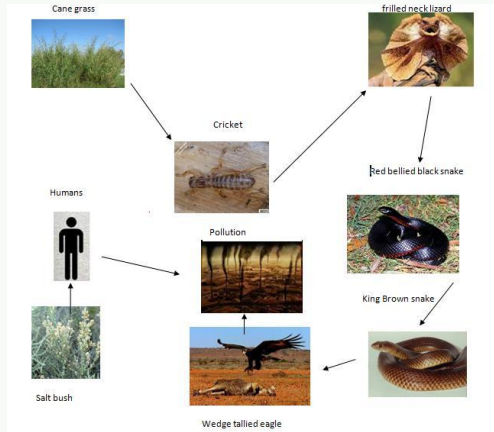 Cane grass
frilled neck lizard
Cricket
Red bellied black snake
Humans
Pollution
King Brown snake
Salt bush
Wedge tallied eagle